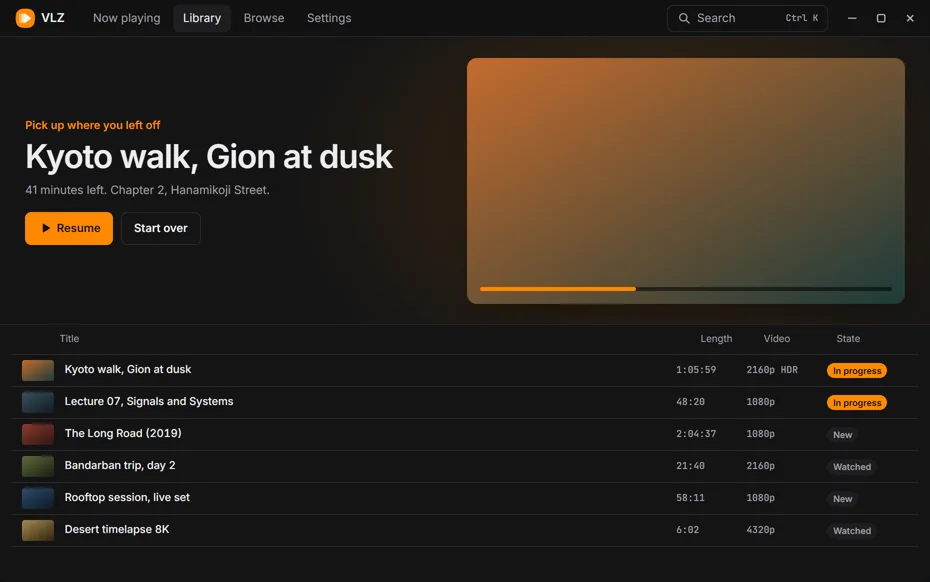 VLZ Now playing Library Browse Settings Search Ctrl K
Pick up where you left off
Kyoto walk, Gion at dusk
41 minutes left. Chapter 2, Hanamikoji Street.
Resume Start over
Title Length Video State
Kyoto walk, Gion at dusk 1:05:59 2160p HDR In progress
Lecture 07, Signals and Systems 48:20 1080p In progress
The Long Road (2019) 2:04:37 1080p New
Bandarban trip, day 2 21:40 2160p Watched
Rooftop session, live set 58:11 1080p New
Desert timelapse 8K 6:02 4320p Watched